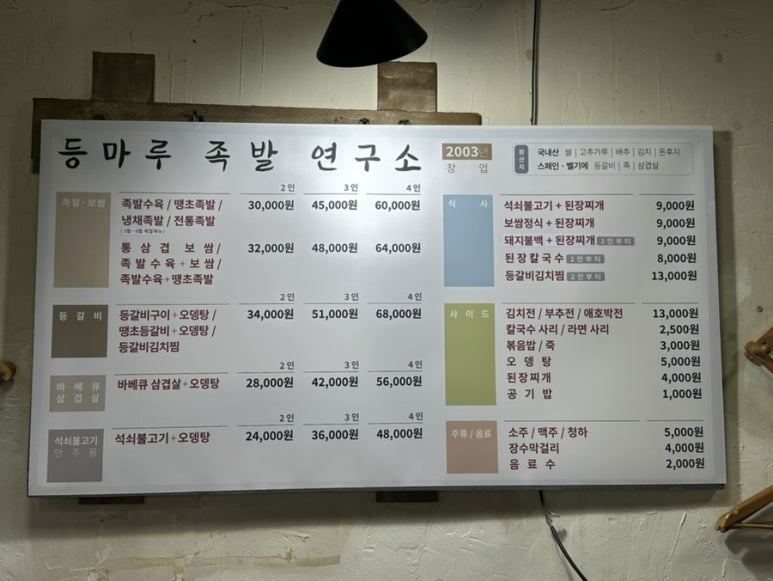 등마루 족발 연구소
2003년
창업
원산지
국내산 쌀 | 고추가루 | 배추 | 김치 | 돈후지
스페인·벨기에 등갈비 | 족 | 삼겹살
족발·보쌈
2인 3인 4인
족발수육 / 땡초족발 / 30,000원 45,000원 60,000원
냉채족발 / 전통족발
통 삼겹 보쌈 / 32,000원 48,000원 64,000원
족발수육 + 보쌈 /
족발수육 + 땡초족발
등갈비
2인 3인 4인
등갈비구이 + 오뎅탕 / 34,000원 51,000원 68,000원
땡초등갈비 + 오뎅탕 /
등갈비김치찜
바베큐
삼겹살
2인 3인 4인
바베큐 삼겹살 + 오뎅탕 28,000원 42,000원 56,000원
석쇠불고기
안주용
2인 3인 4인
석쇠불고기 + 오뎅탕 24,000원 36,000원 48,000원
식사
석쇠불고기 + 된장찌개 9,000원
보쌈정식 + 된장찌개 9,000원
돼지불백 + 된장찌개 2인부터 9,000원
된장칼국수 2인부터 8,000원
등갈비김치찜 2인부터 13,000원
사이드
김치전 / 부추전 / 애호박전 13,000원
칼국수 사리 / 라면 사리 2,500원
볶음밥 / 죽 3,000원
오뎅탕 5,000원
된장찌개 4,000원
공기밥 1,000원
주류 / 음료
소주 / 맥주 / 청하 5,000원
장수막걸리 4,000원
음료수 2,000원